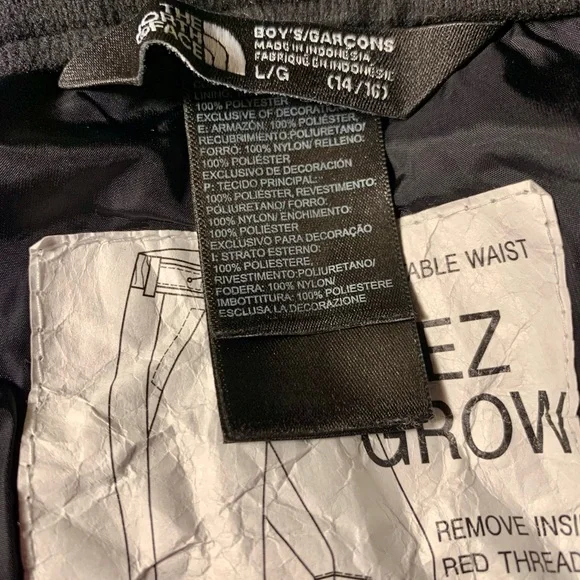 THE
NORTH
FACE
BOY'S/GARÇONS
MADE IN INDONESIA
FABRIQUÉ EN INDONÉSIE
L/G (14/16)
100% POLYESTER
EXCLUSIVE OF DECORATION
E: ARMAZÓN: 100% POLIÉSTER,
RECUBRIMIENTO:POLIURETANO/
FORRO: 100% NYLON/ RELLENO:
100% POLIÉSTER
EXCLUSIVO DE DECORACIÓN
P: TECIDO PRINCIPAL:
100% POLIÉSTER, REVESTIMENTO:
POLIURETANO/ FORRO:
100% NYLON/ ENCHIMENTO:
100% POLIÉSTER
EXCLUSIVO PARA DECORAÇÃO
I: STRATO ESTERNO:
100% POLIESTERE,
RIVESTIMENTO:POLIURETANO/
FODERA: 100% NYLON/
IMBOTTITURA: 100% POLIESTERE
ESCLUSA LA DECORAZIONE
ABLE WAIST
EZ
GROW
REMOVE INSI
RED THREAD